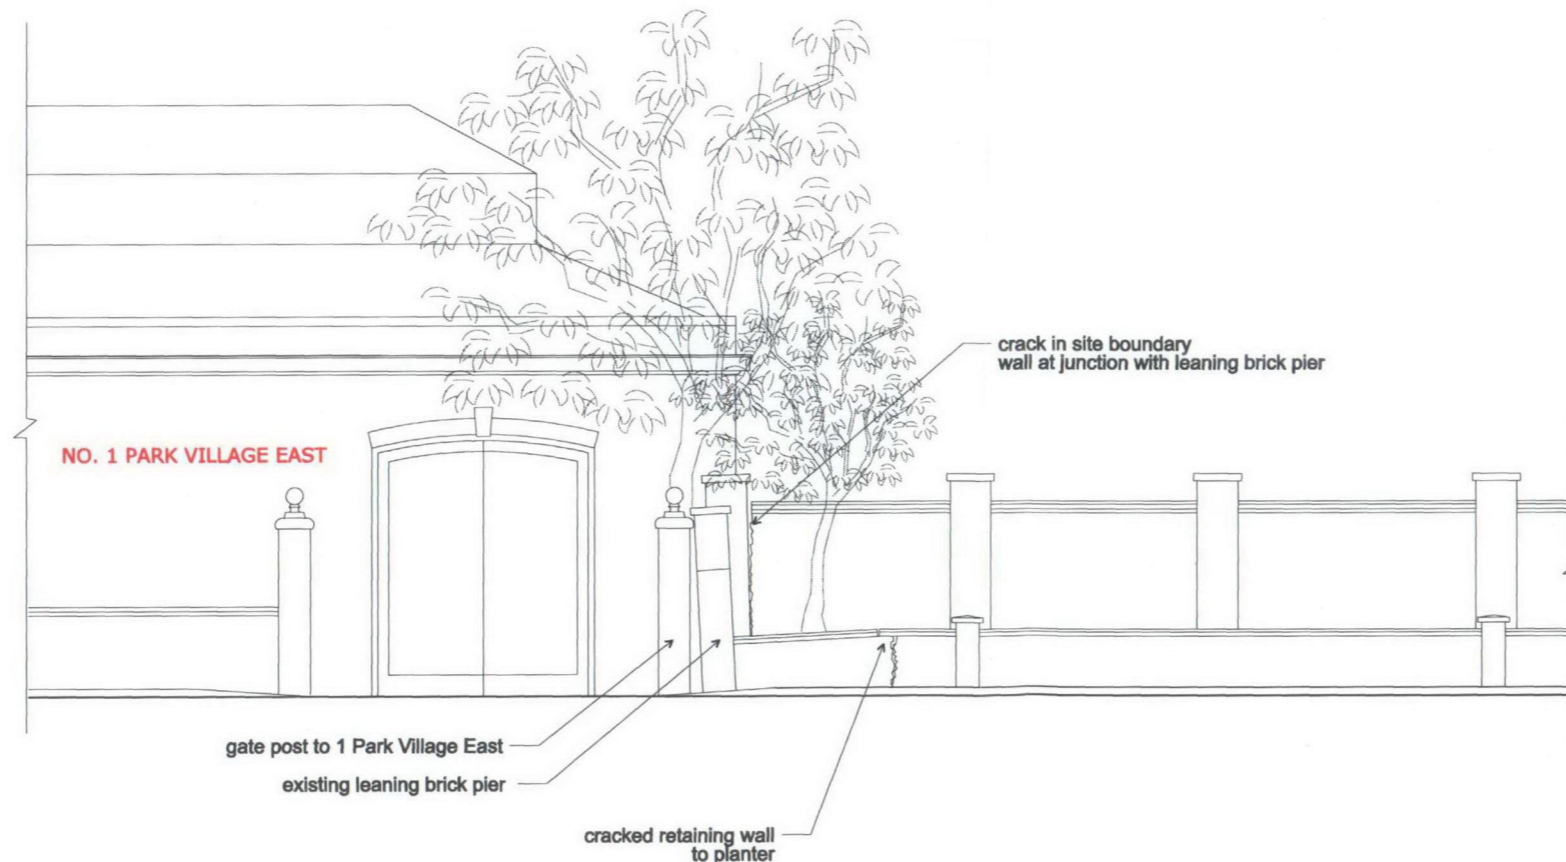 crack in site boundary
wall at junction with leaning brick pier
NO. 1 PARK VILLAGE EAST
gate post to 1 Park Village East
existing leaning brick pier
cracked retaining wall
to planter